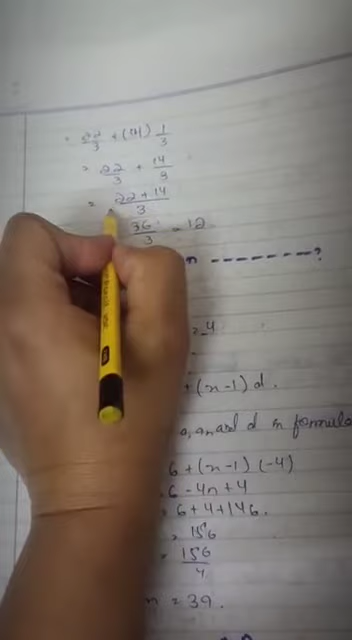 = 22/3 + (14) 1/3
= 22/3 + 14/3
= 22 + 14/3
36/3 = 12
n - - - - - - - - ?
= -4
+ (n-1) d.
a, an and d in formula
6 + (n-1) (-4)
6 - 4n + 4
= 6 + 4 + 146.
= 156
= 156/4
n = 39.